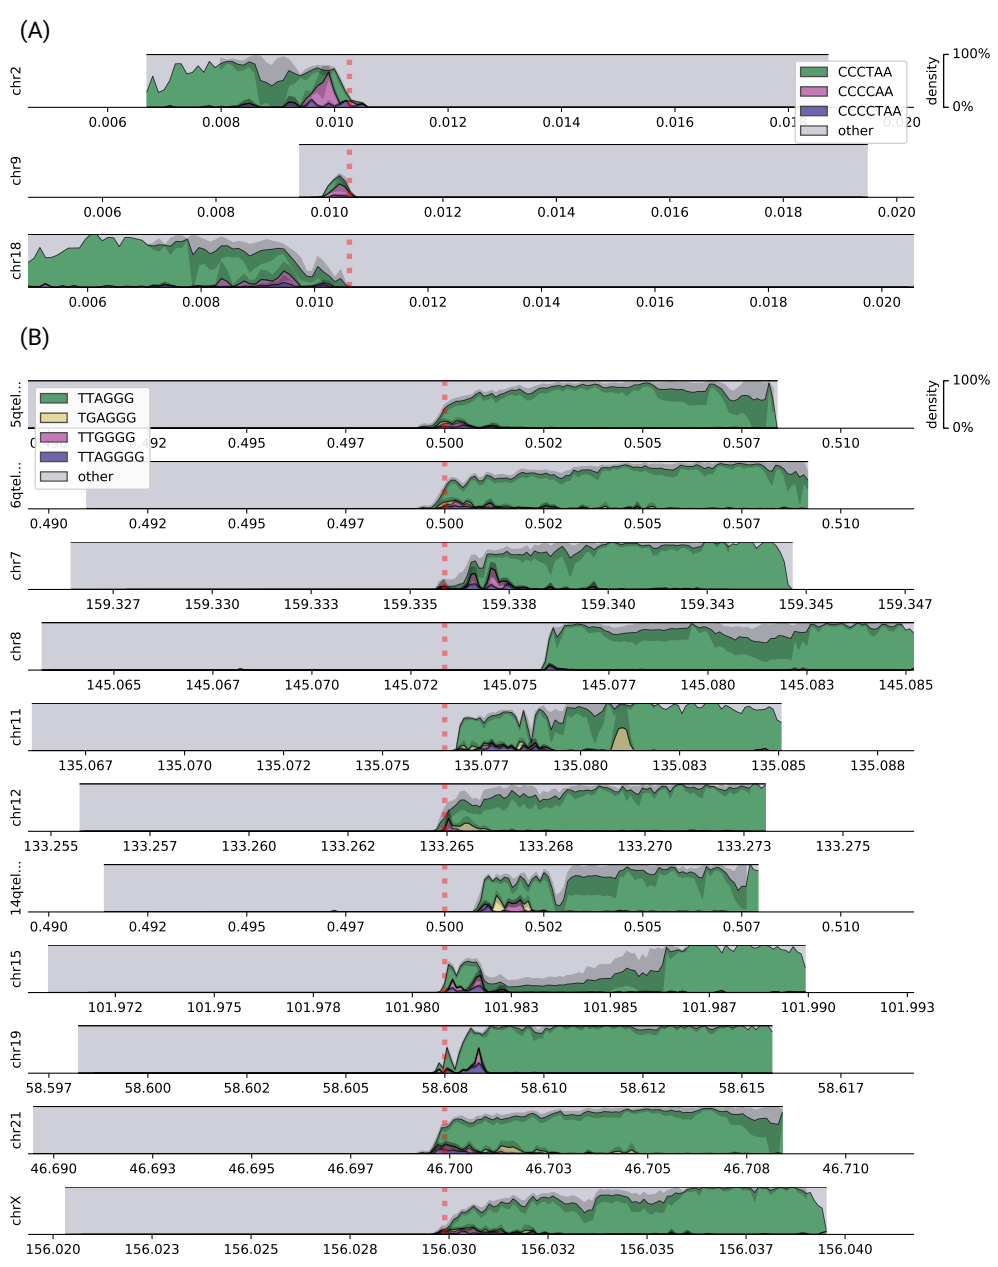 (A)
chr2
0.006 0.008 0.010 0.012 0.014 0.016 0.018 0.020
CCCTAA
CCCCAA
CCCCTAA
other
density
100%
0%
chr9
0.006 0.008 0.010 0.012 0.014 0.016 0.018 0.020
chr18
0.006 0.008 0.010 0.012 0.014 0.016 0.018 0.020
(B)
5qtel...
0.490 0.492 0.495 0.497 0.500 0.502 0.505 0.507 0.510
TTAGGG
TGAGGG
TTGGGG
TTAGGGG
other
density
100%
0%
6qtel...
0.490 0.492 0.495 0.497 0.500 0.502 0.505 0.507 0.510
chr7
159.327 159.330 159.333 159.335 159.338 159.340 159.343 159.345 159.347
chr8
145.065 145.067 145.070 145.072 145.075 145.077 145.080 145.083 145.085
chr11
135.067 135.070 135.072 135.075 135.077 135.080 135.083 135.085 135.088
chr12
133.255 133.257 133.260 133.262 133.265 133.268 133.270 133.273 133.275
14qtel...
0.490 0.492 0.495 0.497 0.500 0.502 0.505 0.507 0.510
chr15
101.972 101.975 101.978 101.980 101.983 101.985 101.987 101.990 101.993
chr19
58.597 58.600 58.602 58.605 58.608 58.610 58.612 58.615 58.617
chr21
46.690 46.693 46.695 46.697 46.700 46.703 46.705 46.708 46.710
chrX
156.020 156.023 156.025 156.028 156.030 156.032 156.035 156.037 156.040